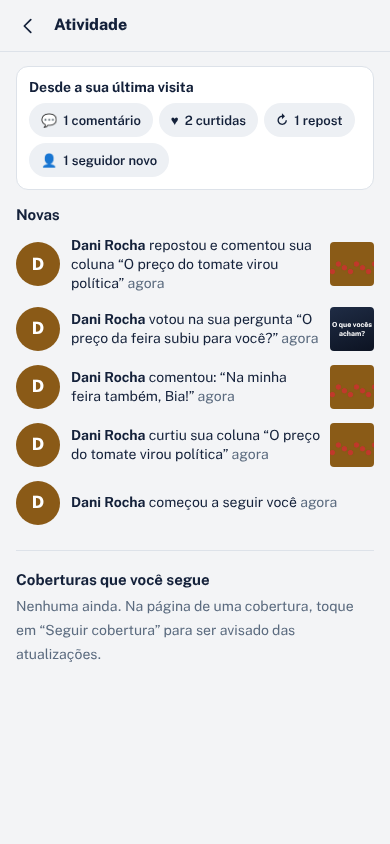 Atividade
Desde a sua última visita
💬 1 comentário
♥ 2 curtidas
↻ 1 repost
👤 1 seguidor novo
Novas
D
Dani Rocha repostou e comentou sua
coluna “O preço do tomate virou
política” agora
D
Dani Rocha votou na sua pergunta “O
preço da feira subiu para você?” agora
O que vocês
acham?
D
Dani Rocha comentou: “Na minha
feira também, Bia!” agora
D
Dani Rocha curtiu sua coluna “O preço
do tomate virou política” agora
D
Dani Rocha começou a seguir você agora
Coberturas que você segue
Nenhuma ainda. Na página de uma cobertura, toque
em “Seguir cobertura” para ser avisado das
atualizações.